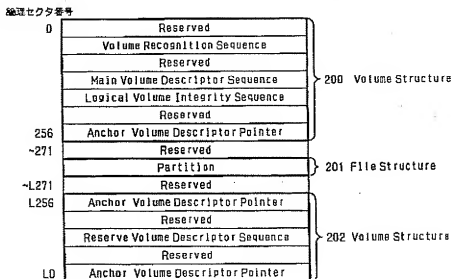 論理セクタ番号
0 Reserved
Volume Recognition Sequence
Reserved
Main Volume Descriptor Sequence
Logical Volume Integrity Sequence
Reserved
200 Volume Structure
256 Anchor Volume Descriptor Pointer
~271 Reserved
Partition
201 File Structure
~L271 Reserved
L256 Anchor Volume Descriptor Pointer
Reserved
Reserve Volume Descriptor Sequence
202 Volume Structure
Reserved
L0 Anchor Volume Descriptor Pointer